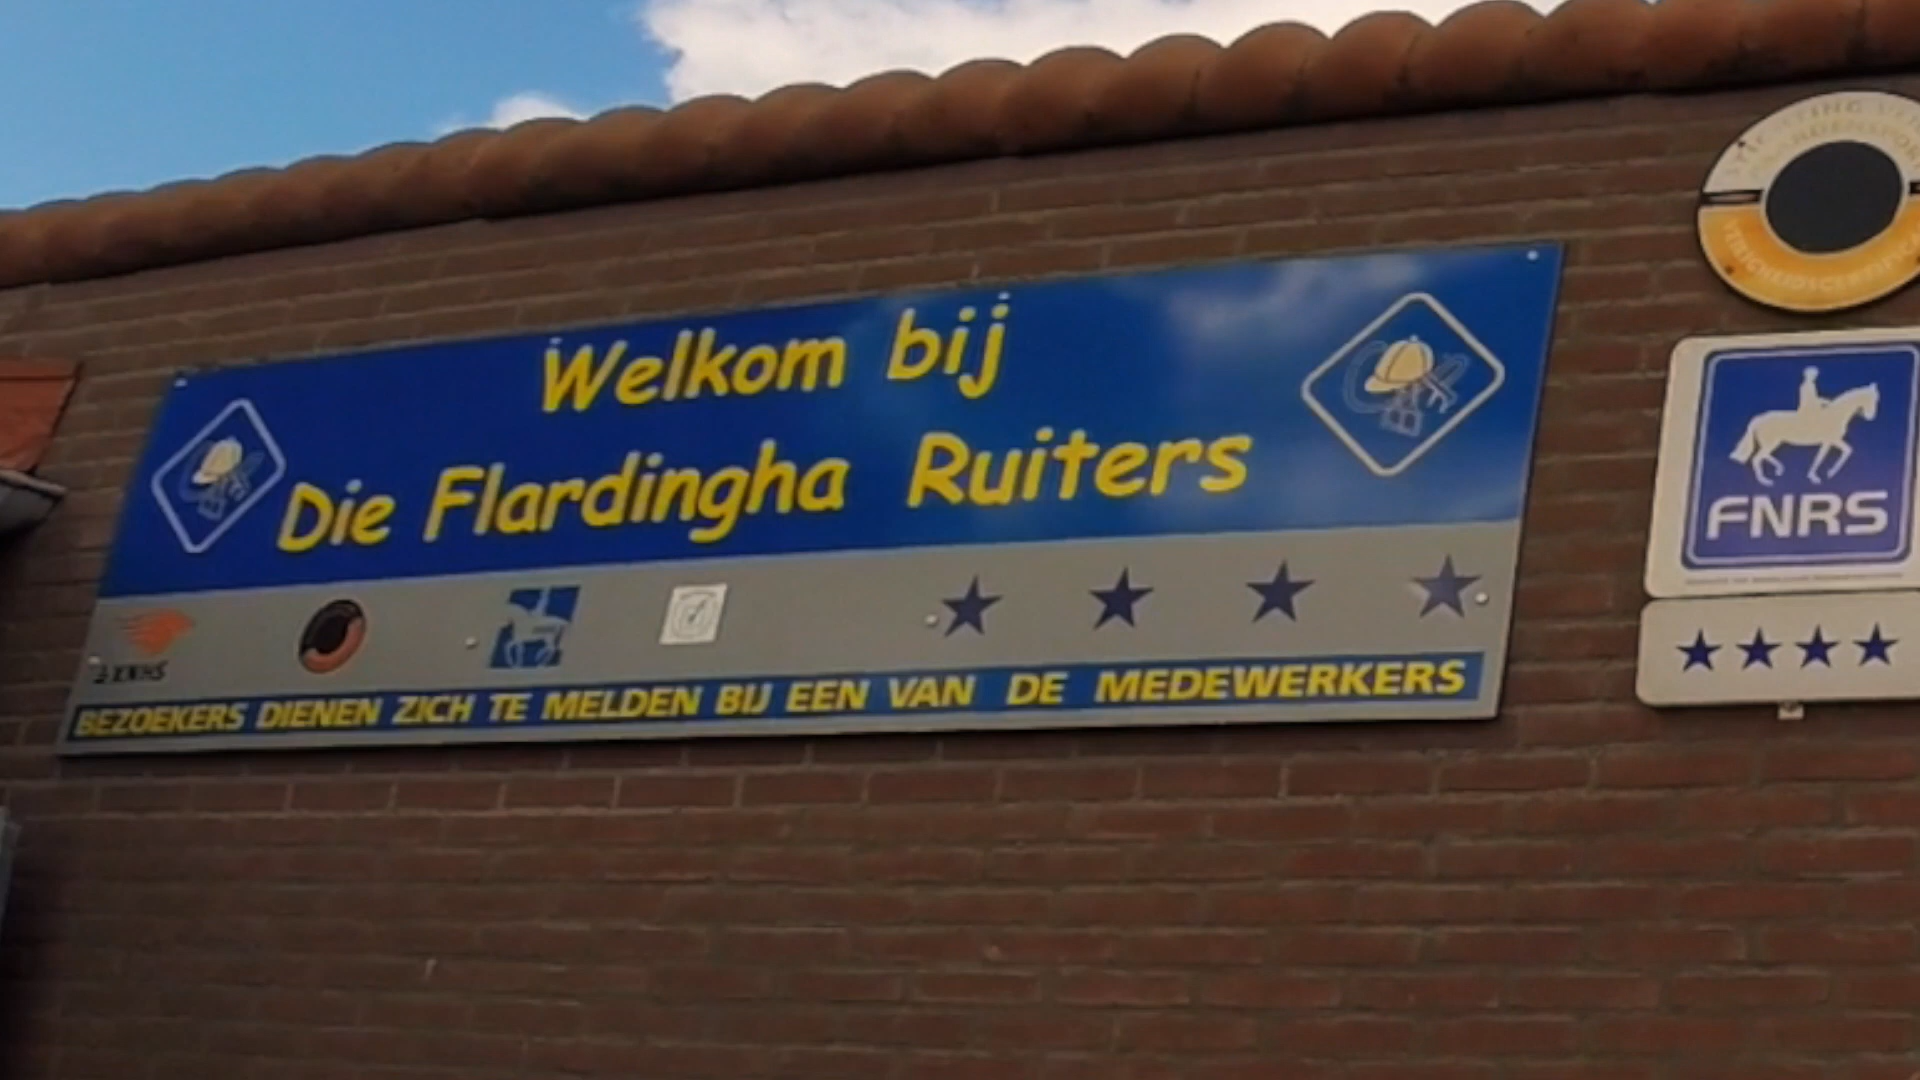 Welkom bij
Die Flardingha Ruiters
KNHS
BEZOEKERS DIENEN ZICH TE MELDEN BIJ EEN VAN DE MEDEWERKERS
FNRS